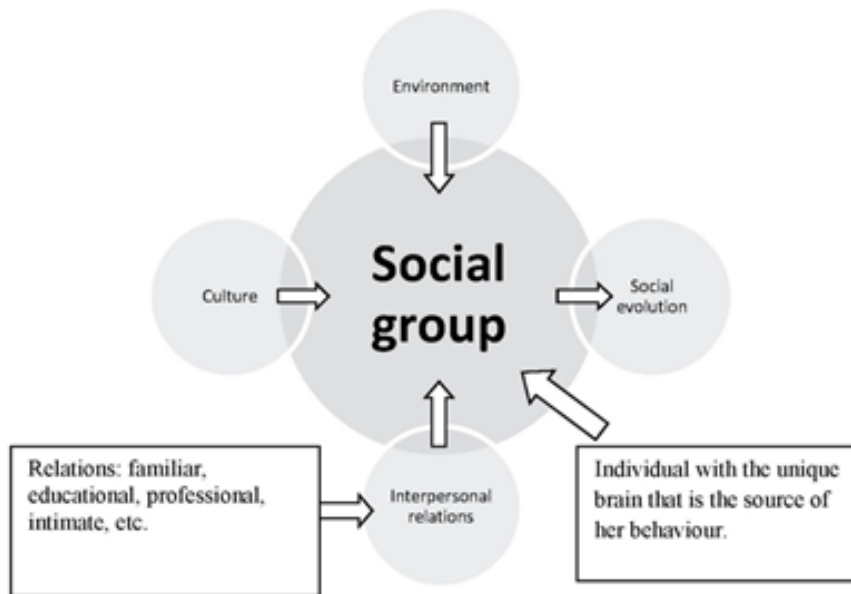 Environment
Culture
Social
group
Social
evolution
Relations: familiar,
educational, professional,
intimate, etc.
Interpersonal
relations
Individual with the unique
brain that is the source of
her behaviour.